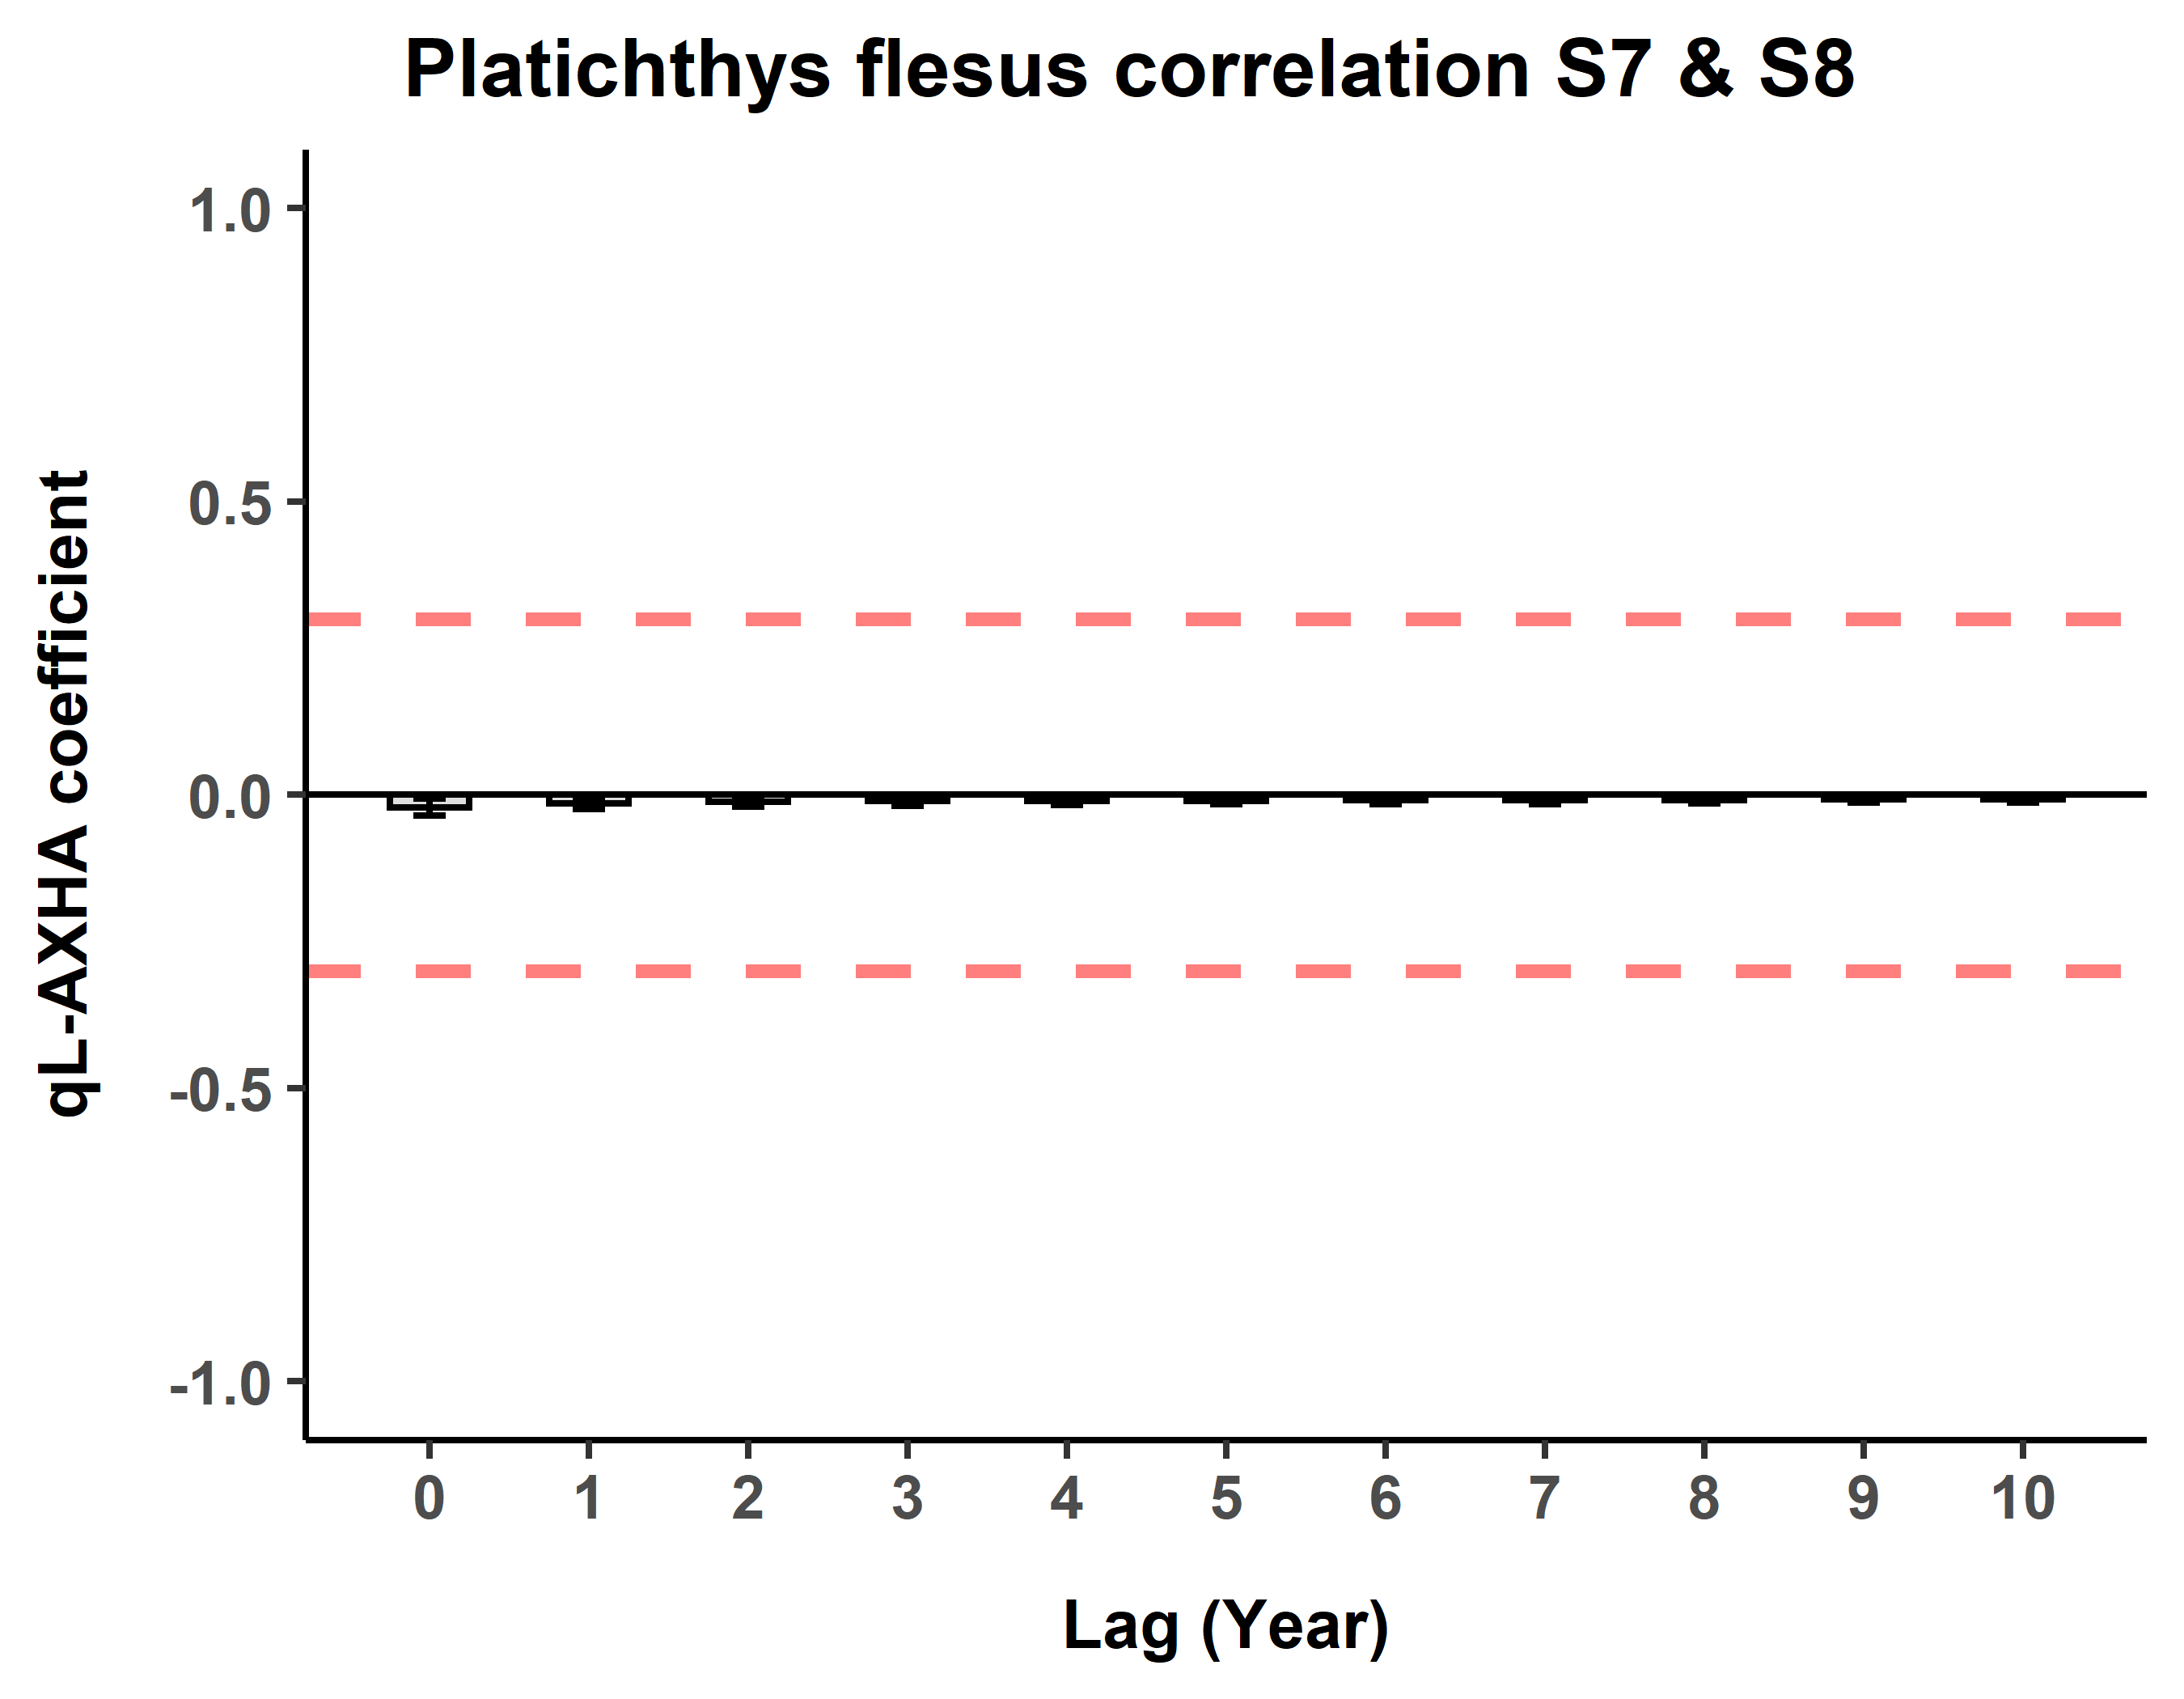 Platichthys flesus correlation S7 & S8
qL-AXHA coefficient
1.0
0.5
0.0
-0.5
-1.0
0 1 2 3 4 5 6 7 8 9 10
Lag (Year)